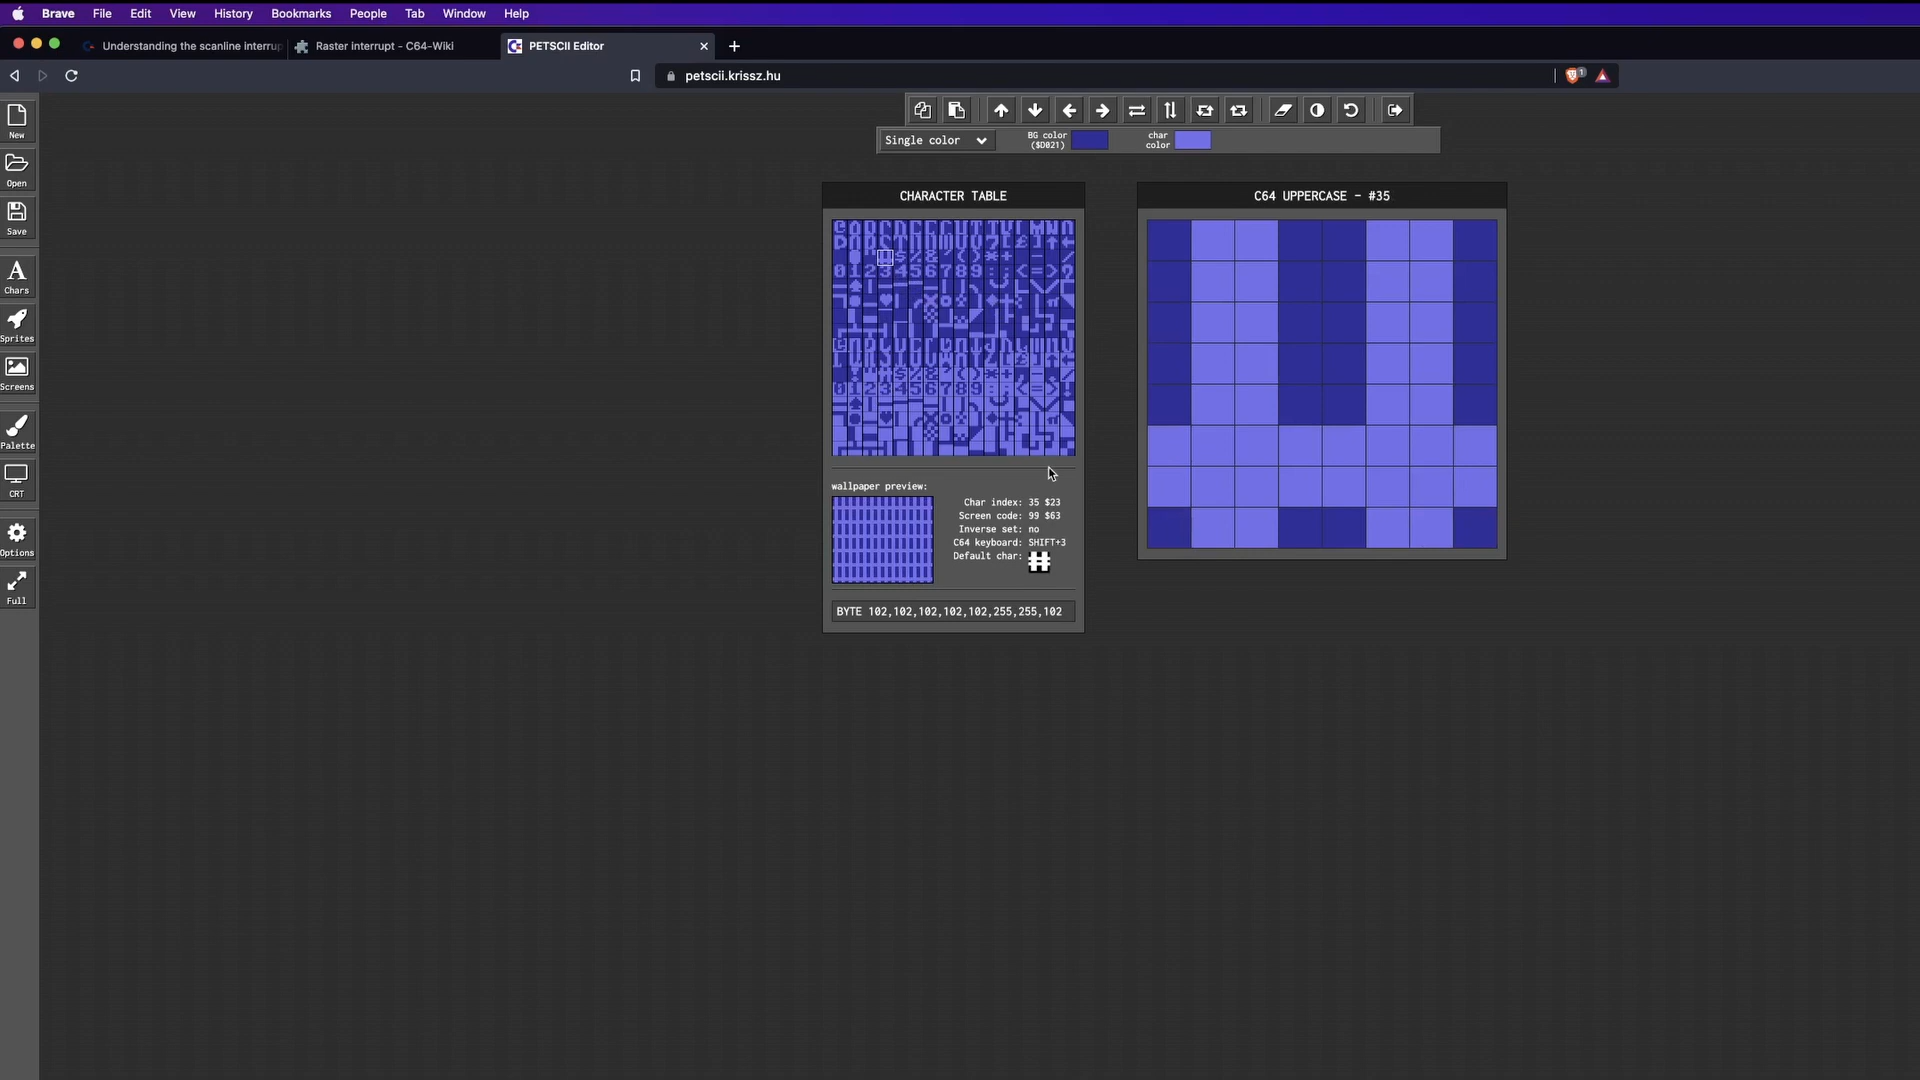 Brave File Edit View History Bookmarks People Tab Window Help
Understanding the scanline interrup
Raster interrupt - C64-Wiki
PETSCII Editor
petscii.krissz.hu
1
New
Open
Save
Chars
Sprites
Screens
Palette
CRT
Options
Full
Single color
BG color
($D021)
char
color
CHARACTER TABLE
wallpaper preview:
Char index: 35 $23
Screen code: 99 $63
Inverse set: no
C64 keyboard: SHIFT+3
Default char:
BYTE 102,102,102,102,102,255,255,102
C64 UPPERCASE - #35